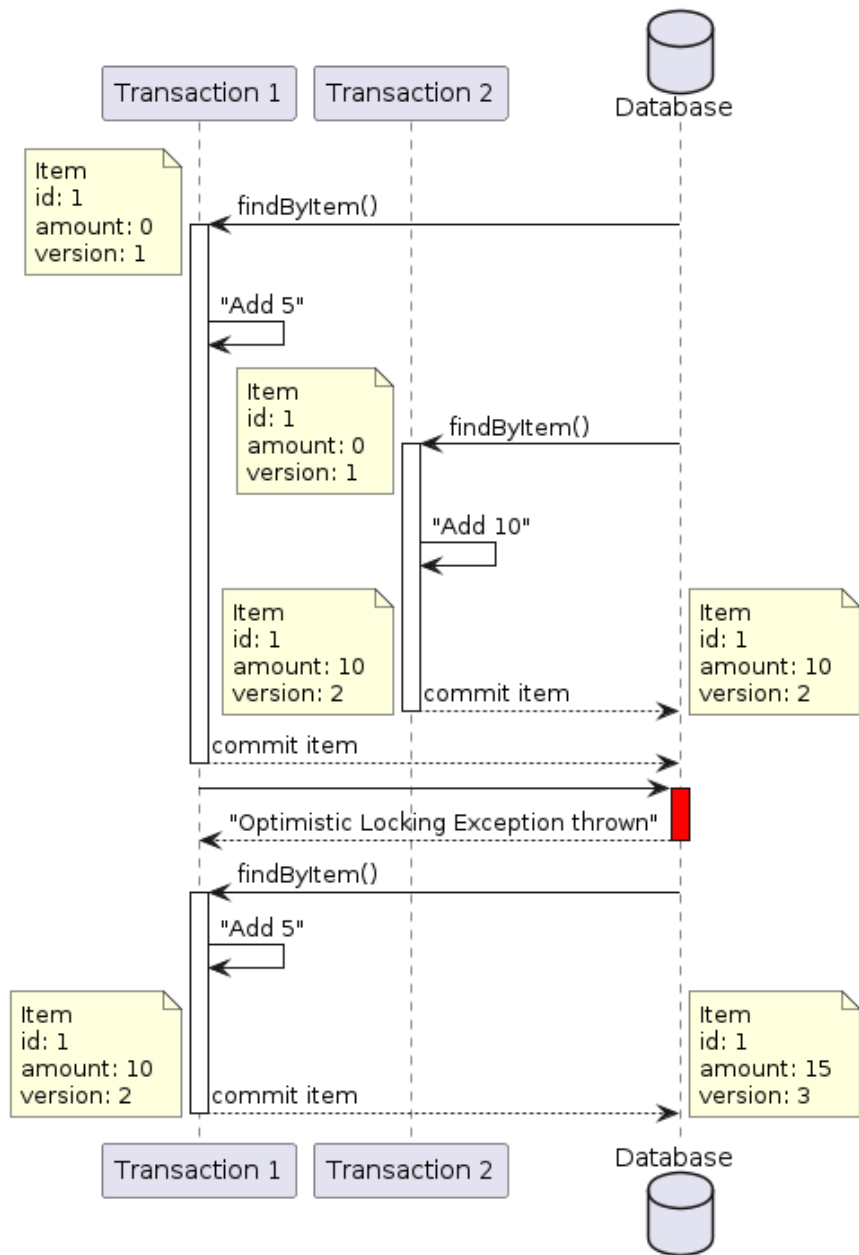 Transaction 1
Transaction 2
Database
Item
id: 1
amount: 0
version: 1
findByItem()
"Add 5"
Item
id: 1
amount: 0
version: 1
findByItem()
"Add 10"
Item
id: 1
amount: 10
version: 2
commit item
Item
id: 1
amount: 10
version: 2
commit item
"Optimistic Locking Exception thrown"
findByItem()
"Add 5"
Item
id: 1
amount: 10
version: 2
commit item
Item
id: 1
amount: 15
version: 3
Transaction 1
Transaction 2
Database